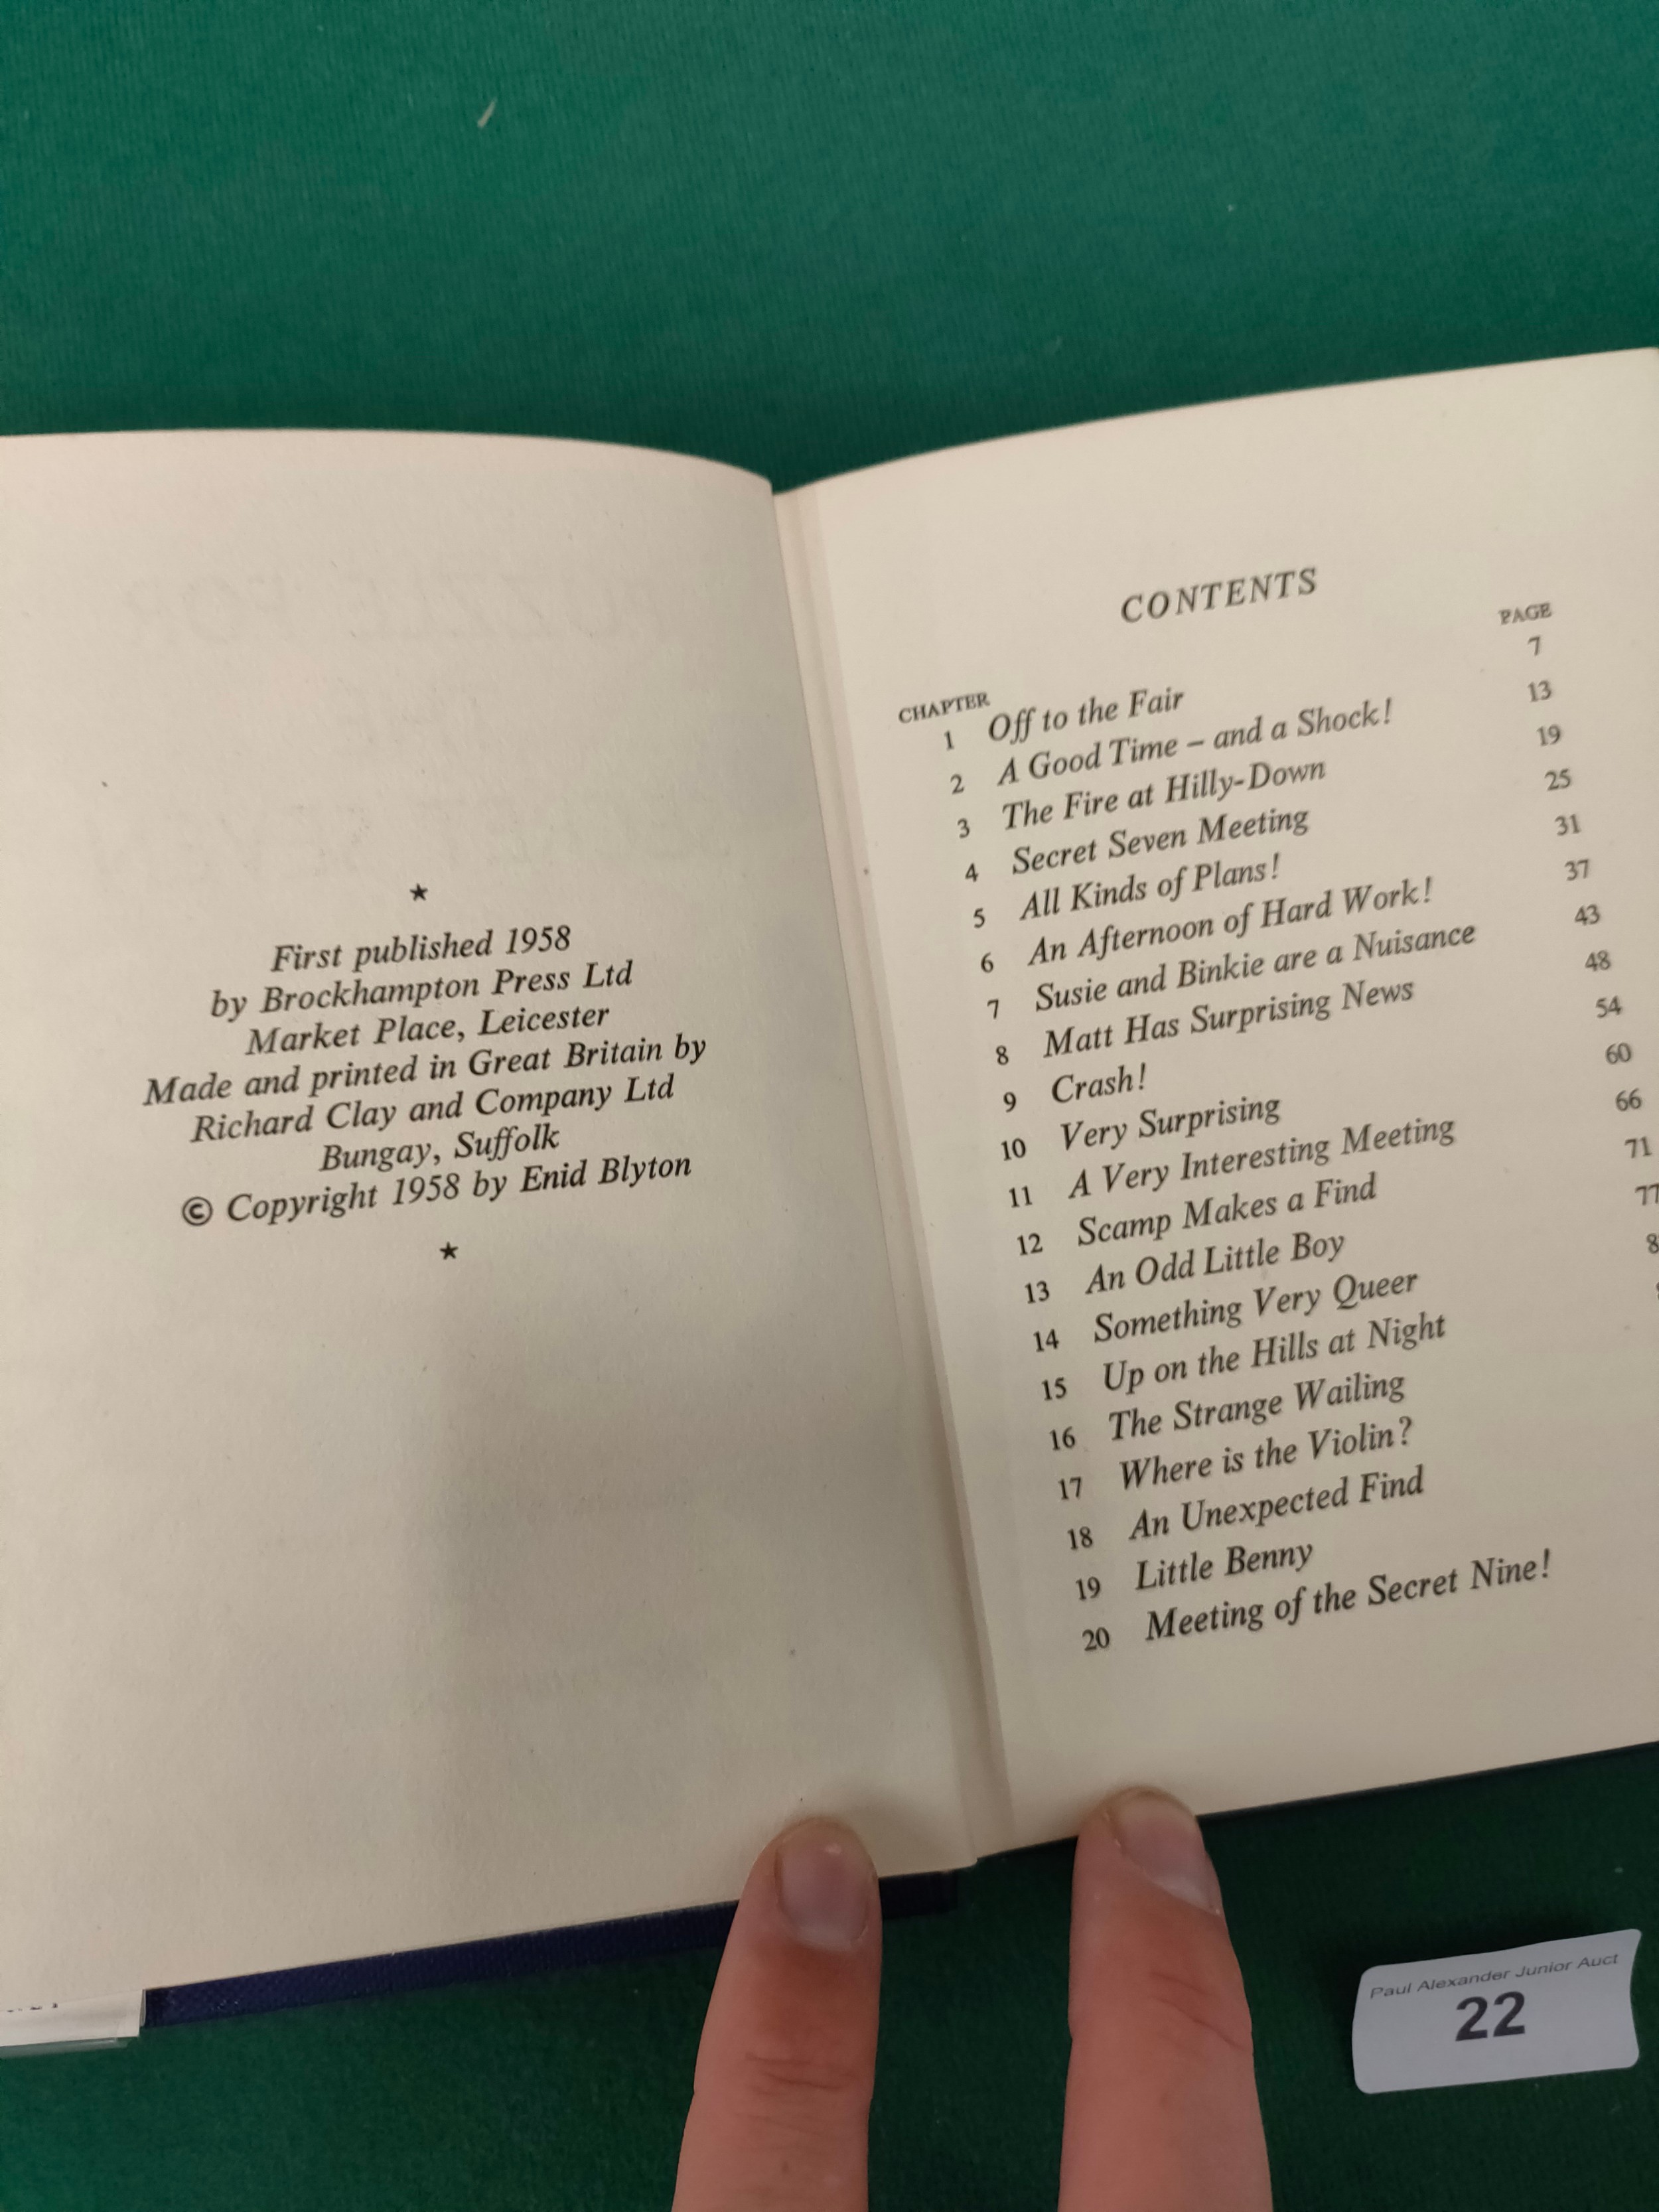 ★
First published 1958
by Brockhampton Press Ltd
Market Place, Leicester
Made and printed in Great Britain by
Richard Clay and Company Ltd
Bungay, Suffolk
© Copyright 1958 by Enid Blyton
★
CONTENTS
CHAPTER PAGE
1 Off to the Fair 7
2 A Good Time – and a Shock! 13
3 The Fire at Hilly-Down 19
4 Secret Seven Meeting 25
5 All Kinds of Plans! 31
6 An Afternoon of Hard Work! 37
7 Susie and Binkie are a Nuisance 43
8 Matt Has Surprising News 48
9 Crash! 54
10 Very Surprising 60
11 A Very Interesting Meeting 66
12 Scamp Makes a Find 71
13 An Odd Little Boy 77
14 Something Very Queer
15 Up on the Hills at Night
16 The Strange Wailing
17 Where is the Violin?
18 An Unexpected Find
19 Little Benny
20 Meeting of the Secret Nine!
Paul Alexander Junior Auct
22